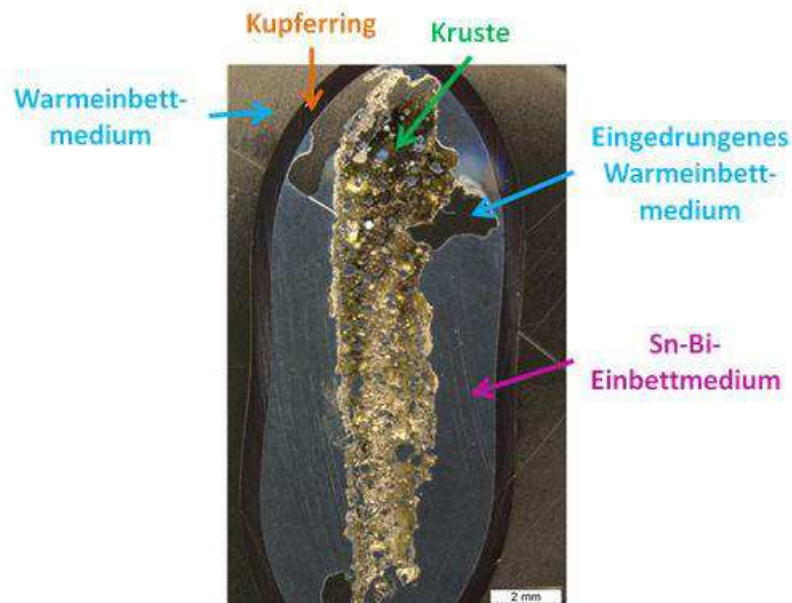 Kupferring
Kruste
Warmeinbett-
medium
Eingedrungenes
Warmeinbett-
medium
Sn-Bi-
Einbettmedium
2 mm